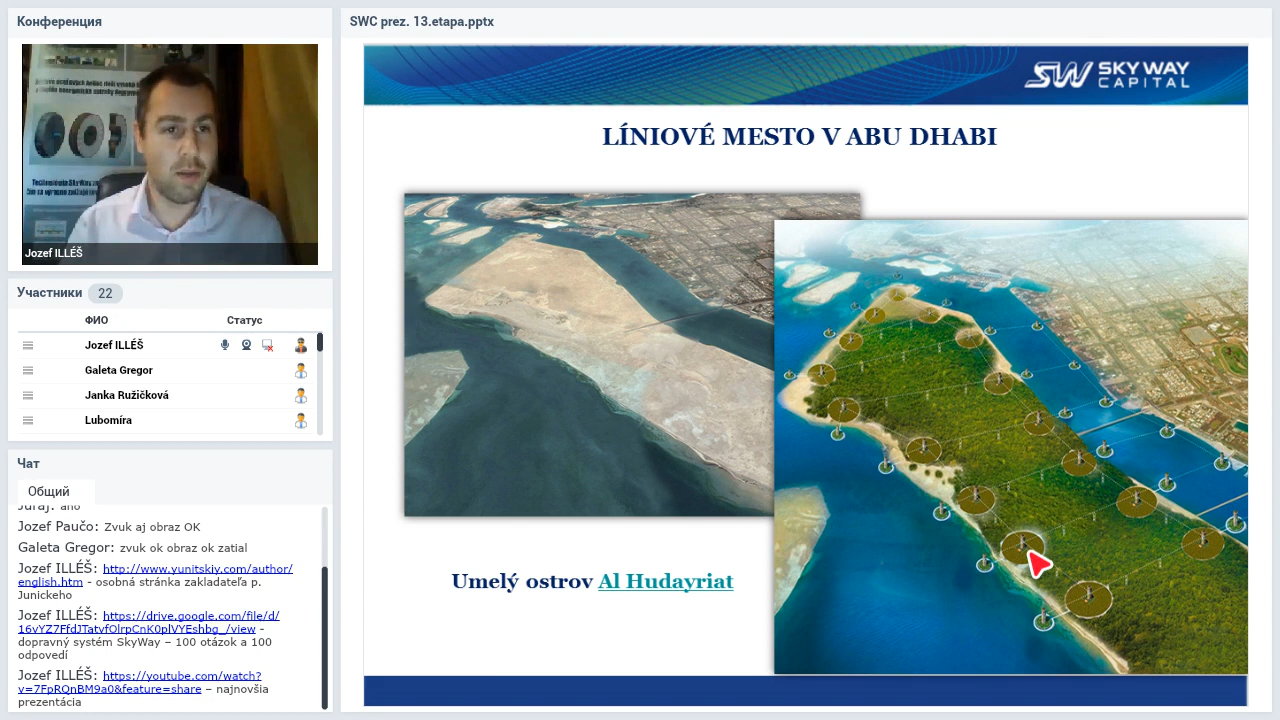 Конференция
Jozef ILLÉŠ
Участники 22
ФИО Статус
Jozef ILLÉŠ
Galeta Gregor
Janka Ružičková
Lubomíra
Чат
Общий
Juraj: ano
Jozef Paučo: Zvuk aj obraz OK
Galeta Gregor: zvuk ok obraz ok zatial
Jozef ILLÉŠ: http://www.yunitskiy.com/author/
english.htm - osobná stránka zakladateľa p.
Junickeho
Jozef ILLÉŠ: https://drive.google.com/file/d/
16vYZ7FfdJTatvfOlrpCnK0plVYEshbg_/view -
dopravný systém SkyWay – 100 otázok a 100
odpovedí
Jozef ILLÉŠ: https://youtube.com/watch?
v=7FpRQnBM9a0&feature=share – najnovšia
prezentácia
SWC prez. 13.etapa.pptx
SW SKY WAY
CAPITAL
LÍNIOVÉ MESTO V ABU DHABI
Umelý ostrov Al Hudayriat